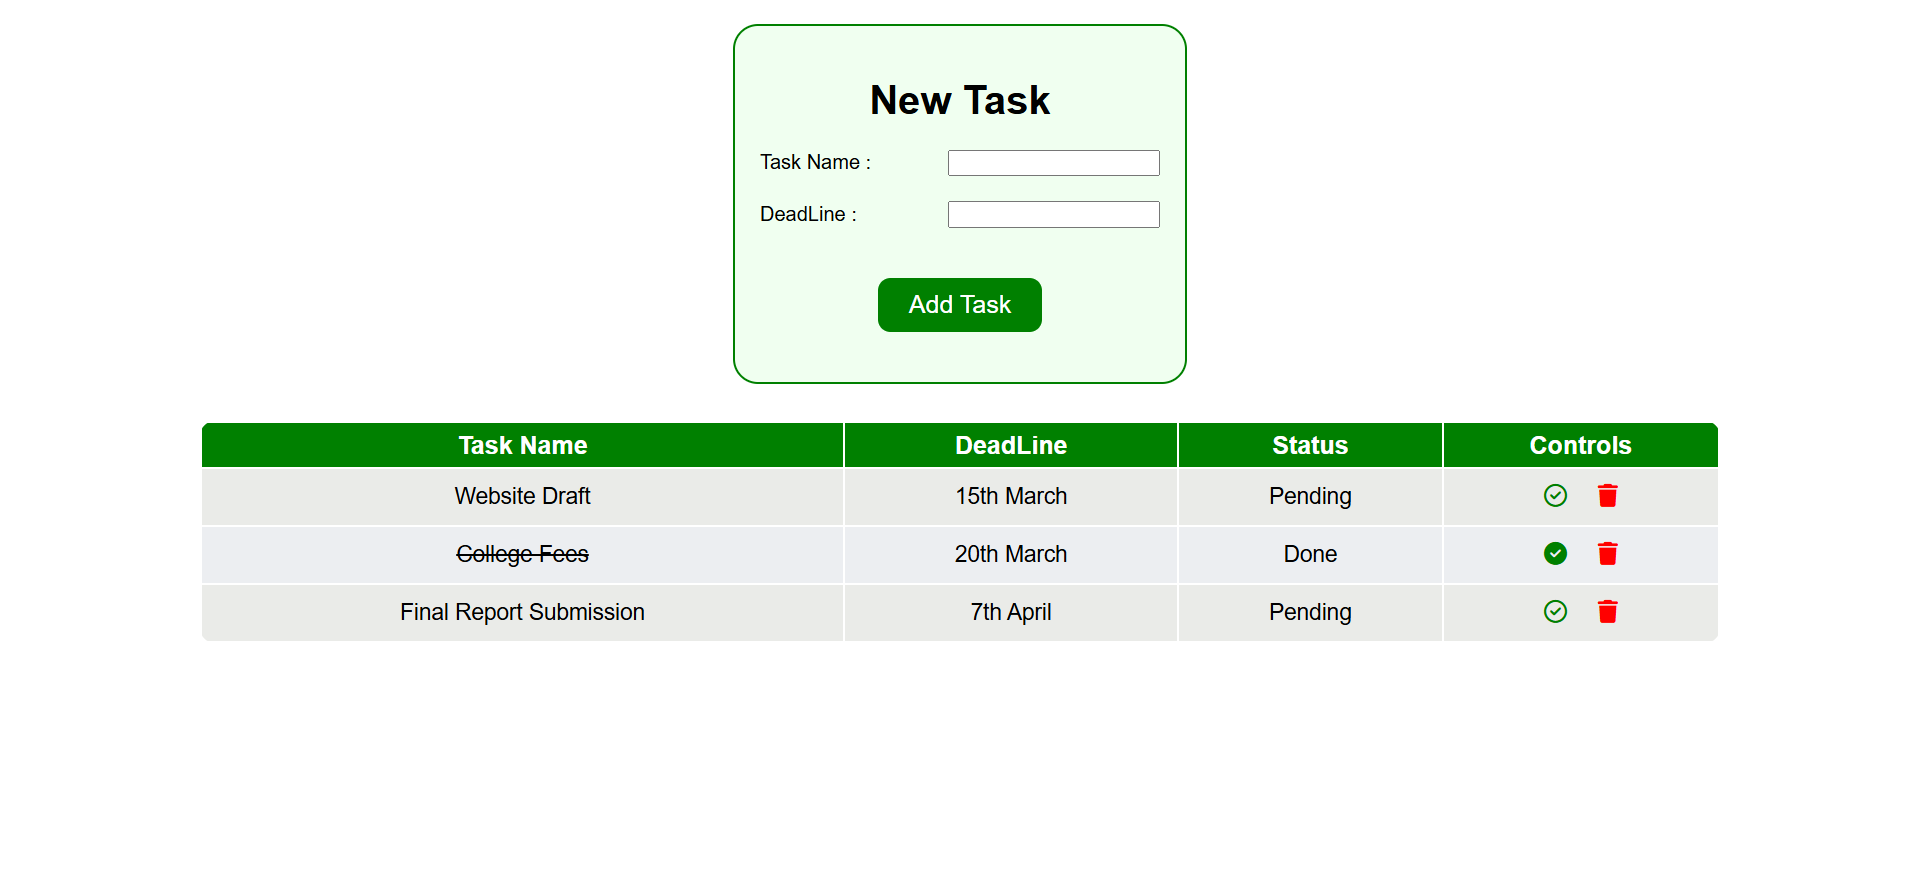 New Task
Task Name :
DeadLine :
Add Task
Task Name DeadLine Status Controls
Website Draft 15th March Pending
College Fees 20th March Done
Final Report Submission 7th April Pending